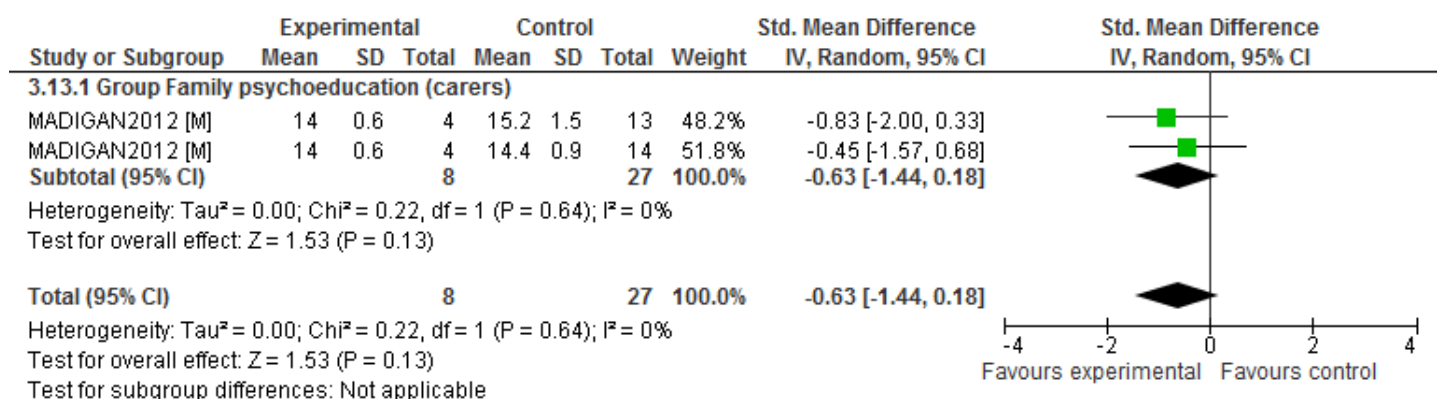 Experimental Control Std. Mean Difference Std. Mean Difference
Study or Subgroup Mean SD Total Mean SD Total Weight IV, Random, 95% CI IV, Random, 95% CI
3.13.1 Group Family psychoeducation (carers)
MADIGAN2012 [M] 14 0.6 4 15.2 1.5 13 48.2% -0.83 [-2.00, 0.33]
MADIGAN2012 [M] 14 0.6 4 14.4 0.9 14 51.8% -0.45 [-1.57, 0.68]
Subtotal (95% CI) 8 27 100.0% -0.63 [-1.44, 0.18]
Heterogeneity: Tau² = 0.00; Chi² = 0.22, df = 1 (P = 0.64); I² = 0%
Test for overall effect: Z = 1.53 (P = 0.13)
Total (95% CI) 8 27 100.0% -0.63 [-1.44, 0.18]
Heterogeneity: Tau² = 0.00; Chi² = 0.22, df = 1 (P = 0.64); I² = 0%
Test for overall effect: Z = 1.53 (P = 0.13)
Test for subgroup differences: Not applicable
-4 -2 0 2 4
Favours experimental Favours control